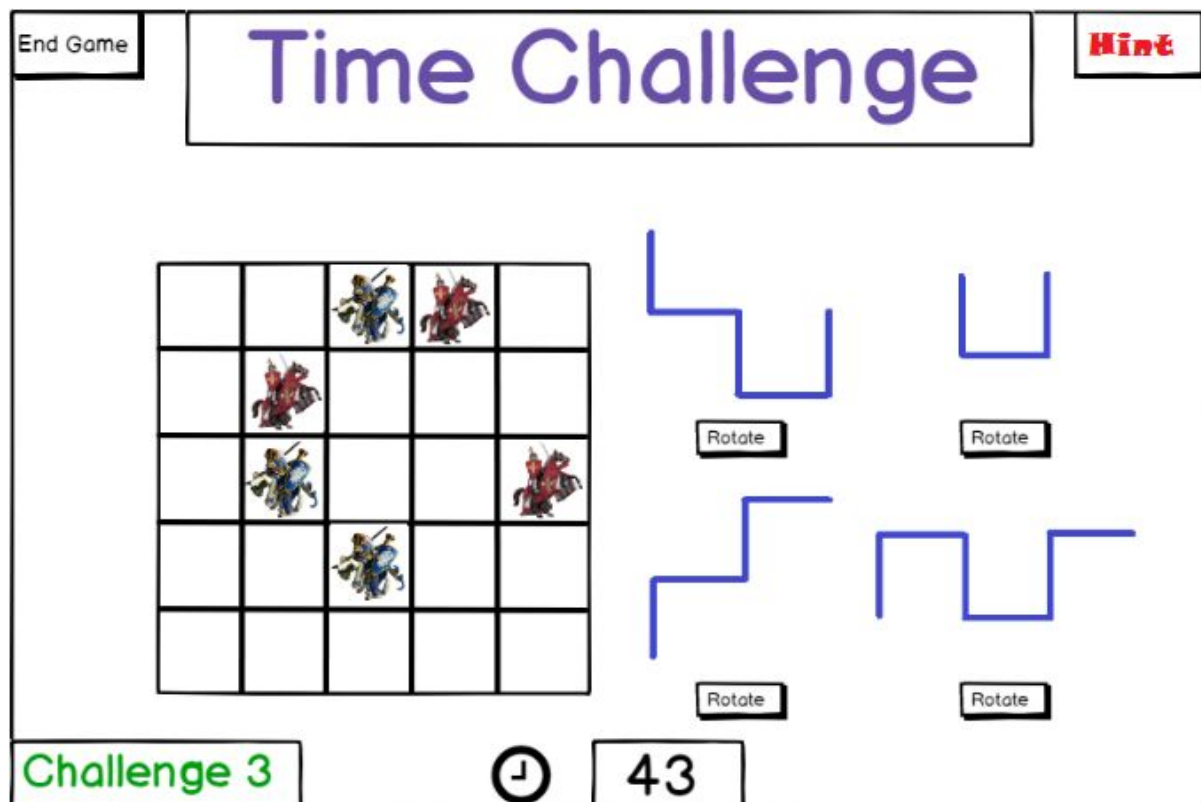 End Game
Time Challenge
Hint
Rotate
Rotate
Rotate
Rotate
Challenge 3
43